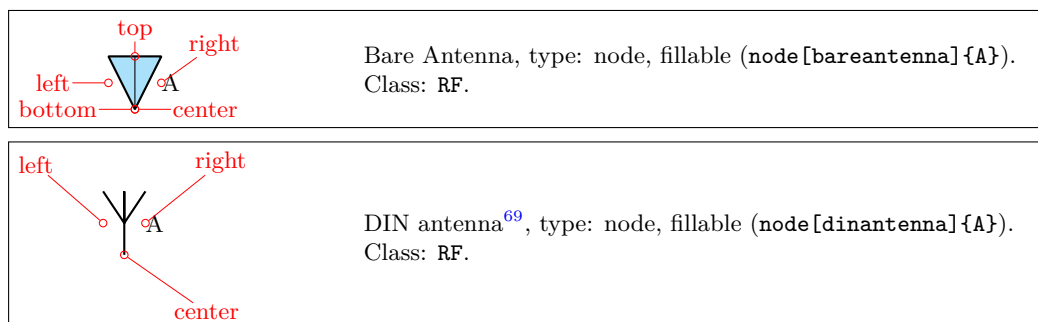 top
right
left
A
bottom
center
Bare Antenna, type: node, fillable (node[bareantenna]{A}).
Class: RF.
left
right
A
center
DIN antenna69, type: node, fillable (node[dinantenna]{A}).
Class: RF.